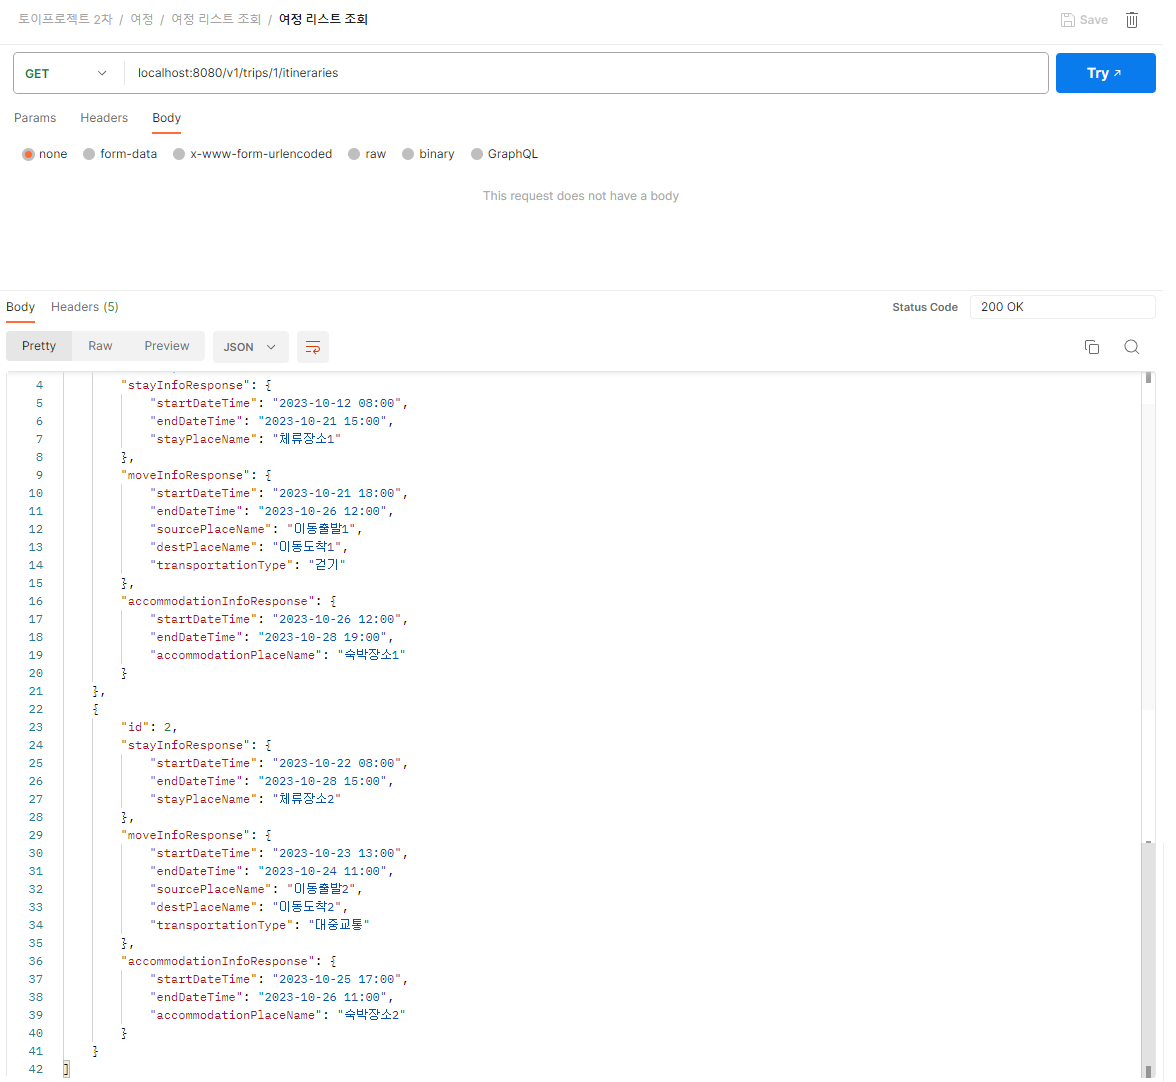 토이프로젝트 2차 / 여정 / 여정 리스트 조회 / 여정 리스트 조회
Save
GET
localhost:8080/v1/trips/1/itineraries
Try ↗
Params Headers Body
none form-data x-www-form-urlencoded raw binary GraphQL
This request does not have a body
Body Headers (5)
Status Code 200 OK
Pretty Raw Preview JSON
4 "stayInfoResponse": {
5 "startDateTime": "2023-10-12 08:00",
6 "endDateTime": "2023-10-21 15:00",
7 "stayPlaceName": "체류장소1"
8 },
9 "moveInfoResponse": {
10 "startDateTime": "2023-10-21 18:00",
11 "endDateTime": "2023-10-26 12:00",
12 "sourcePlaceName": "이동출발1",
13 "destPlaceName": "이동도착1",
14 "transportationType": "걷기"
15 },
16 "accommodationInfoResponse": {
17 "startDateTime": "2023-10-26 12:00",
18 "endDateTime": "2023-10-28 19:00",
19 "accommodationPlaceName": "숙박장소1"
20 }
21 },
22 {
23 "id": 2,
24 "stayInfoResponse": {
25 "startDateTime": "2023-10-22 08:00",
26 "endDateTime": "2023-10-28 15:00",
27 "stayPlaceName": "체류장소2"
28 },
29 "moveInfoResponse": {
30 "startDateTime": "2023-10-23 13:00",
31 "endDateTime": "2023-10-24 11:00",
32 "sourcePlaceName": "이동출발2",
33 "destPlaceName": "이동도착2",
34 "transportationType": "대중교통"
35 },
36 "accommodationInfoResponse": {
37 "startDateTime": "2023-10-25 17:00",
38 "endDateTime": "2023-10-26 11:00",
39 "accommodationPlaceName": "숙박장소2"
40 }
41 }
42 ]